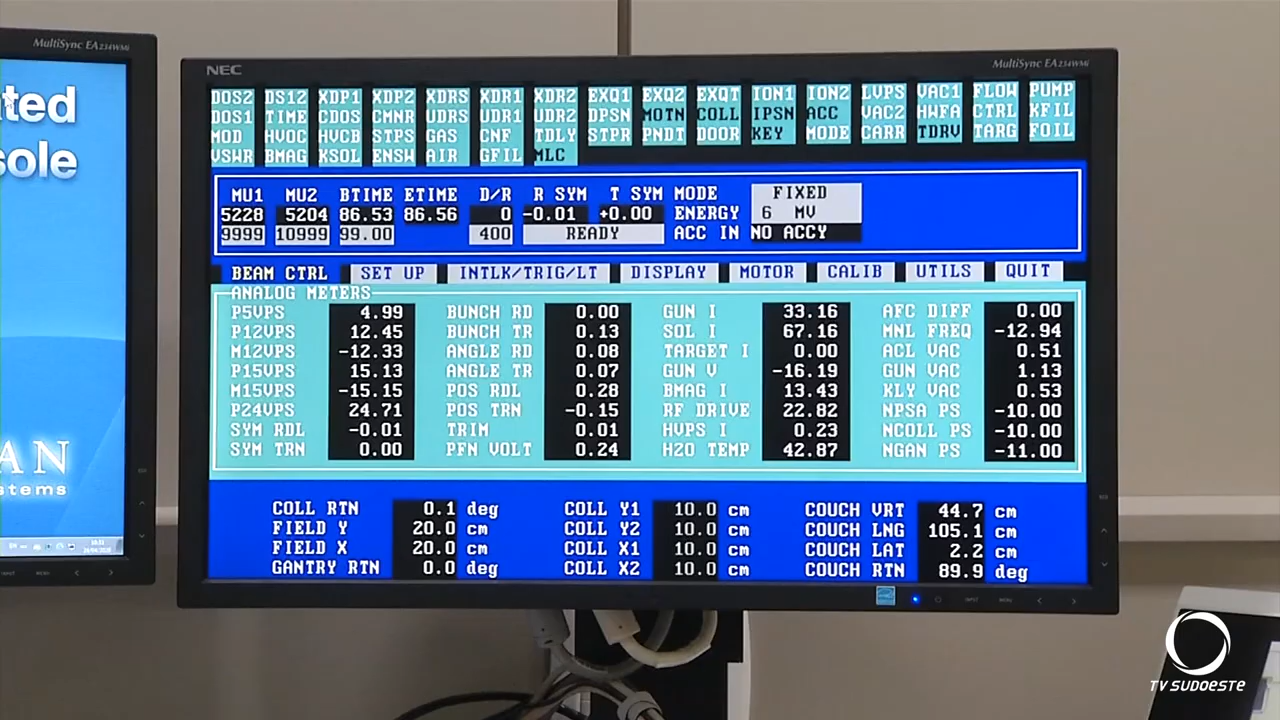 MultiSync EA234WMi
NEC
MultiSync EA234WMi
ted
sole
AN
stems
DOS2 DS12 XDP1 XDP2 XDRS XDR1 XDR2 EXQ1 EXQ2 EXQT ION1 ION2 LVPS VAC1 FLOW PUMP
DOS1 TIME CDOS CMNR UDRS UDR1 UDR2 DPSN MOTN COLL IPSN ACC VAC2 HWFA CTRL KFIL
MOD HVOC HVCB STPS GAS CNF TDLY STPR PNDT DOOR KEY MODE CARR TDRV TARG FOIL
VSWR BMAG KSOL ENSW AIR GFIL MLC
MU1 MU2 BTIME ETIME D/R R SYM T SYM MODE FIXED
5228 5204 86.53 86.56 0 -0.01 +0.00 ENERGY 6 MV
9999 10999 99.00 400 READY ACC IN NO ACCY
BEAM CTRL SET UP INTLK/TRIG/LT DISPLAY MOTOR CALIB UTILS QUIT
ANALOG METERS
P5VPS 4.99 BUNCH RD 0.00 GUN I 33.16 AFC DIFF 0.00
P12VPS 12.45 BUNCH TR 0.13 SOL I 67.16 MNL FREQ -12.94
M12VPS -12.33 ANGLE RD 0.08 TARGET I 0.00 ACL VAC 0.51
P15VPS 15.13 ANGLE TR 0.07 GUN V -16.19 GUN VAC 1.13
M15VPS -15.15 POS RDL 0.28 BMAG I 13.43 KLY VAC 0.53
P24VPS 24.71 POS TRN -0.15 RF DRIVE 22.82 NPSA PS -10.00
SYM RDL -0.01 TRIM 0.01 HVPS I 0.23 NCOLL PS -10.00
SYM TRN 0.00 PFN VOLT 0.24 H2O TEMP 42.87 NGAN PS -11.00
COLL RTN 0.1 deg COLL Y1 10.0 cm COUCH VRT 44.7 cm
FIELD Y 20.0 cm COLL Y2 10.0 cm COUCH LNG 105.1 cm
FIELD X 20.0 cm COLL X1 10.0 cm COUCH LAT 2.2 cm
GANTRY RTN 0.0 deg COLL X2 10.0 cm COUCH RTN 89.9 deg
TV SUDOESTE